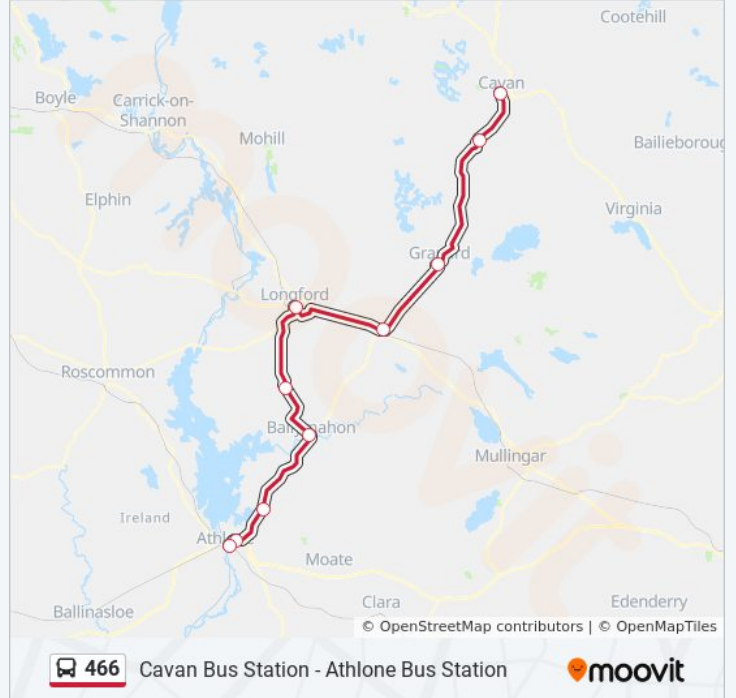 Cootehill
Cavan
Boyle
Carrick-on-
Shannon
Mohill
Bailieboroug
Elphin
Virginia
Granard
Longford
Roscommon
Ballymahon
Mullingar
Ireland
Athlone
Moate
Clara
Edenderry
Ballinasloe
© OpenStreetMap contributors | © OpenMapTiles
466 Cavan Bus Station - Athlone Bus Station
moovit